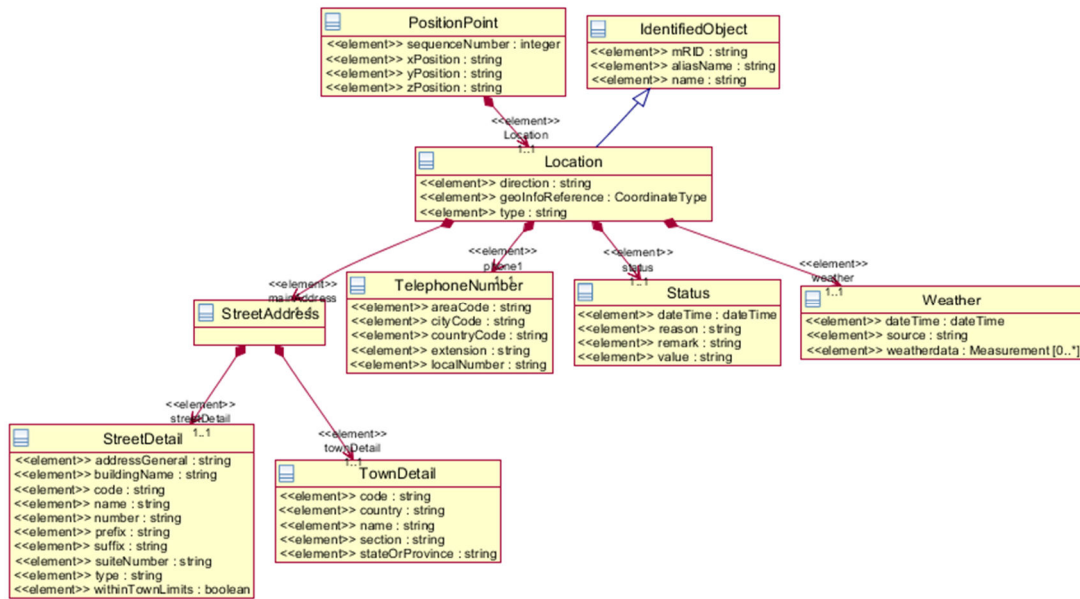 PositionPoint
<<element>> sequenceNumber : integer
<<element>> xPosition : string
<<element>> yPosition : string
<<element>> zPosition : string
IdentifiedObject
<<element>> mRID : string
<<element>> aliasName : string
<<element>> name : string
<<element>>
Location
1..1
Location
<<element>> direction : string
<<element>> geoInfoReference : CoordinateType
<<element>> type : string
<<element>>
mainAddress
<<element>>
phone1
1..1
<<element>>
status
1..1
<<element>>
weather
1..1
StreetAddress
TelephoneNumber
<<element>> areaCode : string
<<element>> cityCode : string
<<element>> countryCode : string
<<element>> extension : string
<<element>> localNumber : string
Status
<<element>> dateTime : dateTime
<<element>> reason : string
<<element>> remark : string
<<element>> value : string
Weather
<<element>> dateTime : dateTime
<<element>> source : string
<<element>> weatherdata : Measurement [0..*]
<<element>>
streetDetail
1..1
<<element>>
townDetail
1..1
StreetDetail
<<element>> addressGeneral : string
<<element>> buildingName : string
<<element>> code : string
<<element>> name : string
<<element>> number : string
<<element>> prefix : string
<<element>> suffix : string
<<element>> suiteNumber : string
<<element>> type : string
<<element>> withinTownLimits : boolean
TownDetail
<<element>> code : string
<<element>> country : string
<<element>> name : string
<<element>> section : string
<<element>> stateOrProvince : string